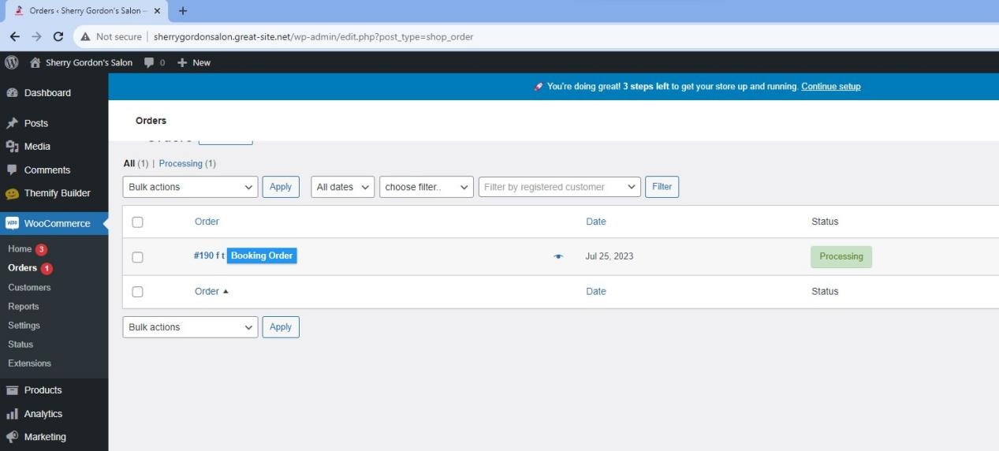 Orders ‹ Sherry Gordon's Salon —
Not secure | sherrygordonsalon.great-site.net/wp-admin/edit.php?post_type=shop_order
Sherry Gordon's Salon 0 New
Dashboard
Posts
Media
Comments
Themify Builder
WooCommerce
Home 3
Orders 1
Customers
Reports
Settings
Status
Extensions
Products
Analytics
Marketing
You're doing great! 3 steps left to get your store up and running. Continue setup
Orders
All (1) | Processing (1)
Bulk actions Apply All dates choose filter.. Filter by registered customer Filter
Order Date Status
#190 f t Booking Order Jul 25, 2023 Processing
Order Date Status
Bulk actions Apply